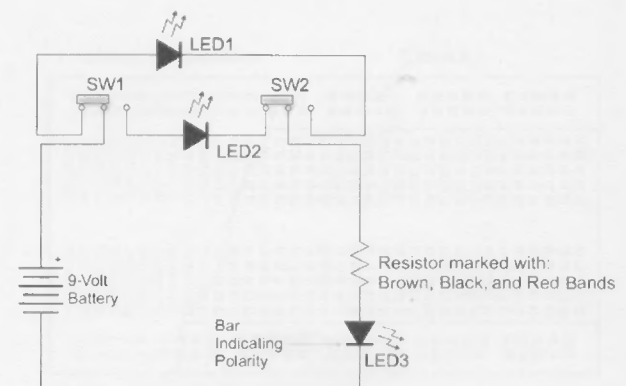 LED1
SW1
SW2
LED2
+
9-Volt
Battery
Resistor marked with:
Brown, Black, and Red Bands
Bar
Indicating
Polarity
LED3